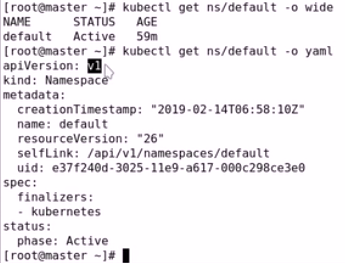 [root@master ~]# kubectl get ns/default -o wide
NAME      STATUS   AGE
default   Active   59m
[root@master ~]# kubectl get ns/default -o yaml
apiVersion: v1
kind: Namespace
metadata:
  creationTimestamp: "2019-02-14T06:58:10Z"
  name: default
  resourceVersion: "26"
  selfLink: /api/v1/namespaces/default
  uid: e37f240d-3025-11e9-a617-000c298ce3e0
spec:
  finalizers:
  - kubernetes
status:
  phase: Active
[root@master ~]#